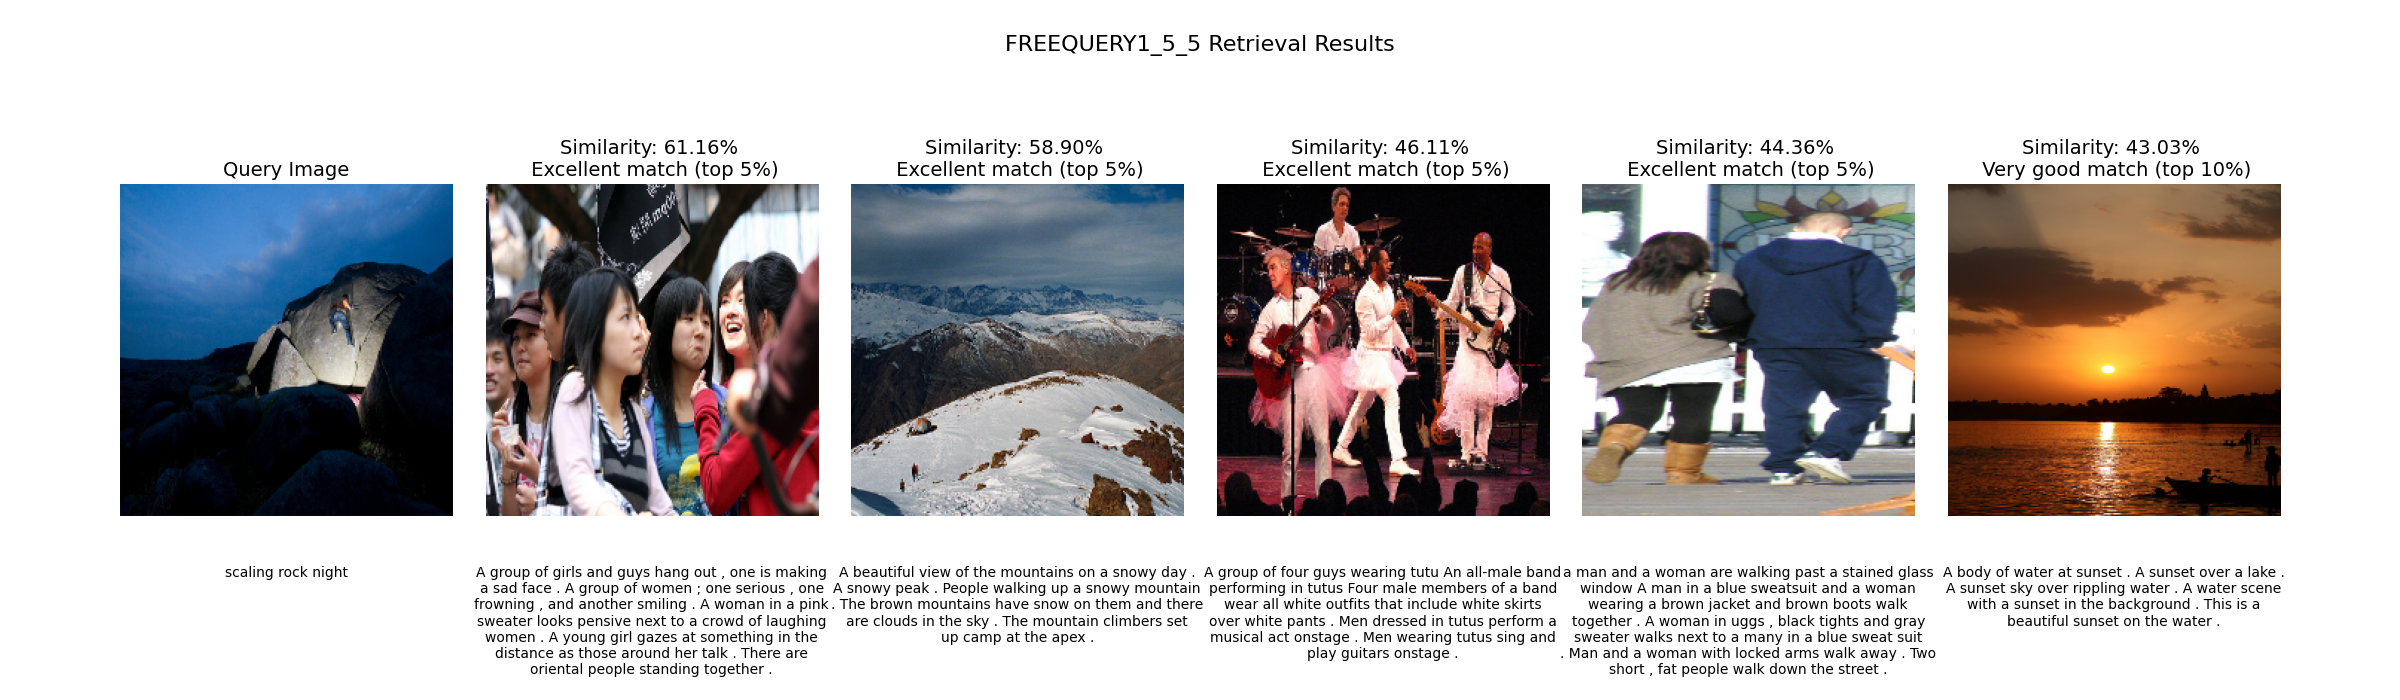 FREEQUERY1_5_5 Retrieval Results
Query Image
scaling rock night
Similarity: 61.16%
Excellent match (top 5%)
A group of girls and guys hang out , one is making
a sad face . A group of women ; one serious , one
frowning , and another smiling . A woman in a pink
sweater looks pensive next to a crowd of laughing
women . A young girl gazes at something in the
distance as those around her talk . There are
oriental people standing together .
Similarity: 58.90%
Excellent match (top 5%)
A beautiful view of the mountains on a snowy day .
A snowy peak . People walking up a snowy mountain
. The brown mountains have snow on them and there
are clouds in the sky . The mountain climbers set
up camp at the apex .
Similarity: 46.11%
Excellent match (top 5%)
A group of four guys wearing tutu An all-male band
performing in tutus Four male members of a band
wear all white outfits that include white skirts
over white pants . Men dressed in tutus perform a
musical act onstage . Men wearing tutus sing and
play guitars onstage .
Similarity: 44.36%
Excellent match (top 5%)
a man and a woman are walking past a stained glass
window A man in a blue sweatsuit and a woman
wearing a brown jacket and brown boots walk
together . A woman in uggs , black tights and gray
sweater walks next to a many in a blue sweat suit
. Man and a woman with locked arms walk away . Two
short , fat people walk down the street .
Similarity: 43.03%
Very good match (top 10%)
A body of water at sunset . A sunset over a lake .
A sunset sky over rippling water . A water scene
with a sunset in the background . This is a
beautiful sunset on the water .